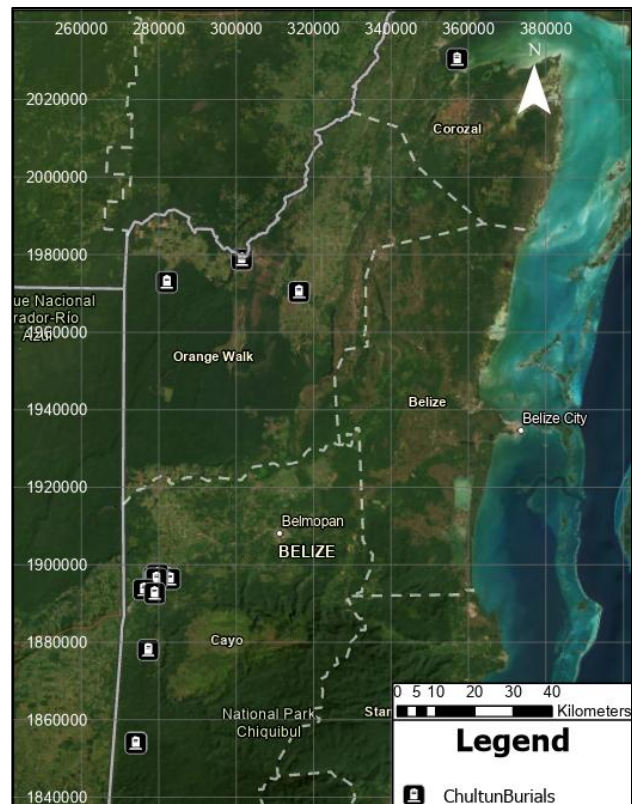 260000 280000 300000 320000 340000 360000 380000
N
2020000
Corozal
2000000
1980000
ue Nacional
rador-Río
Azul
1960000
Orange Walk
1940000
Belize
Belize City
1920000
Belmopan
BELIZE
1900000
1880000
Cayo
National Park
Chiquibul
Star
1860000
1840000
0 5 10 20 30 40
Kilometers
Legend
ChultunBurials